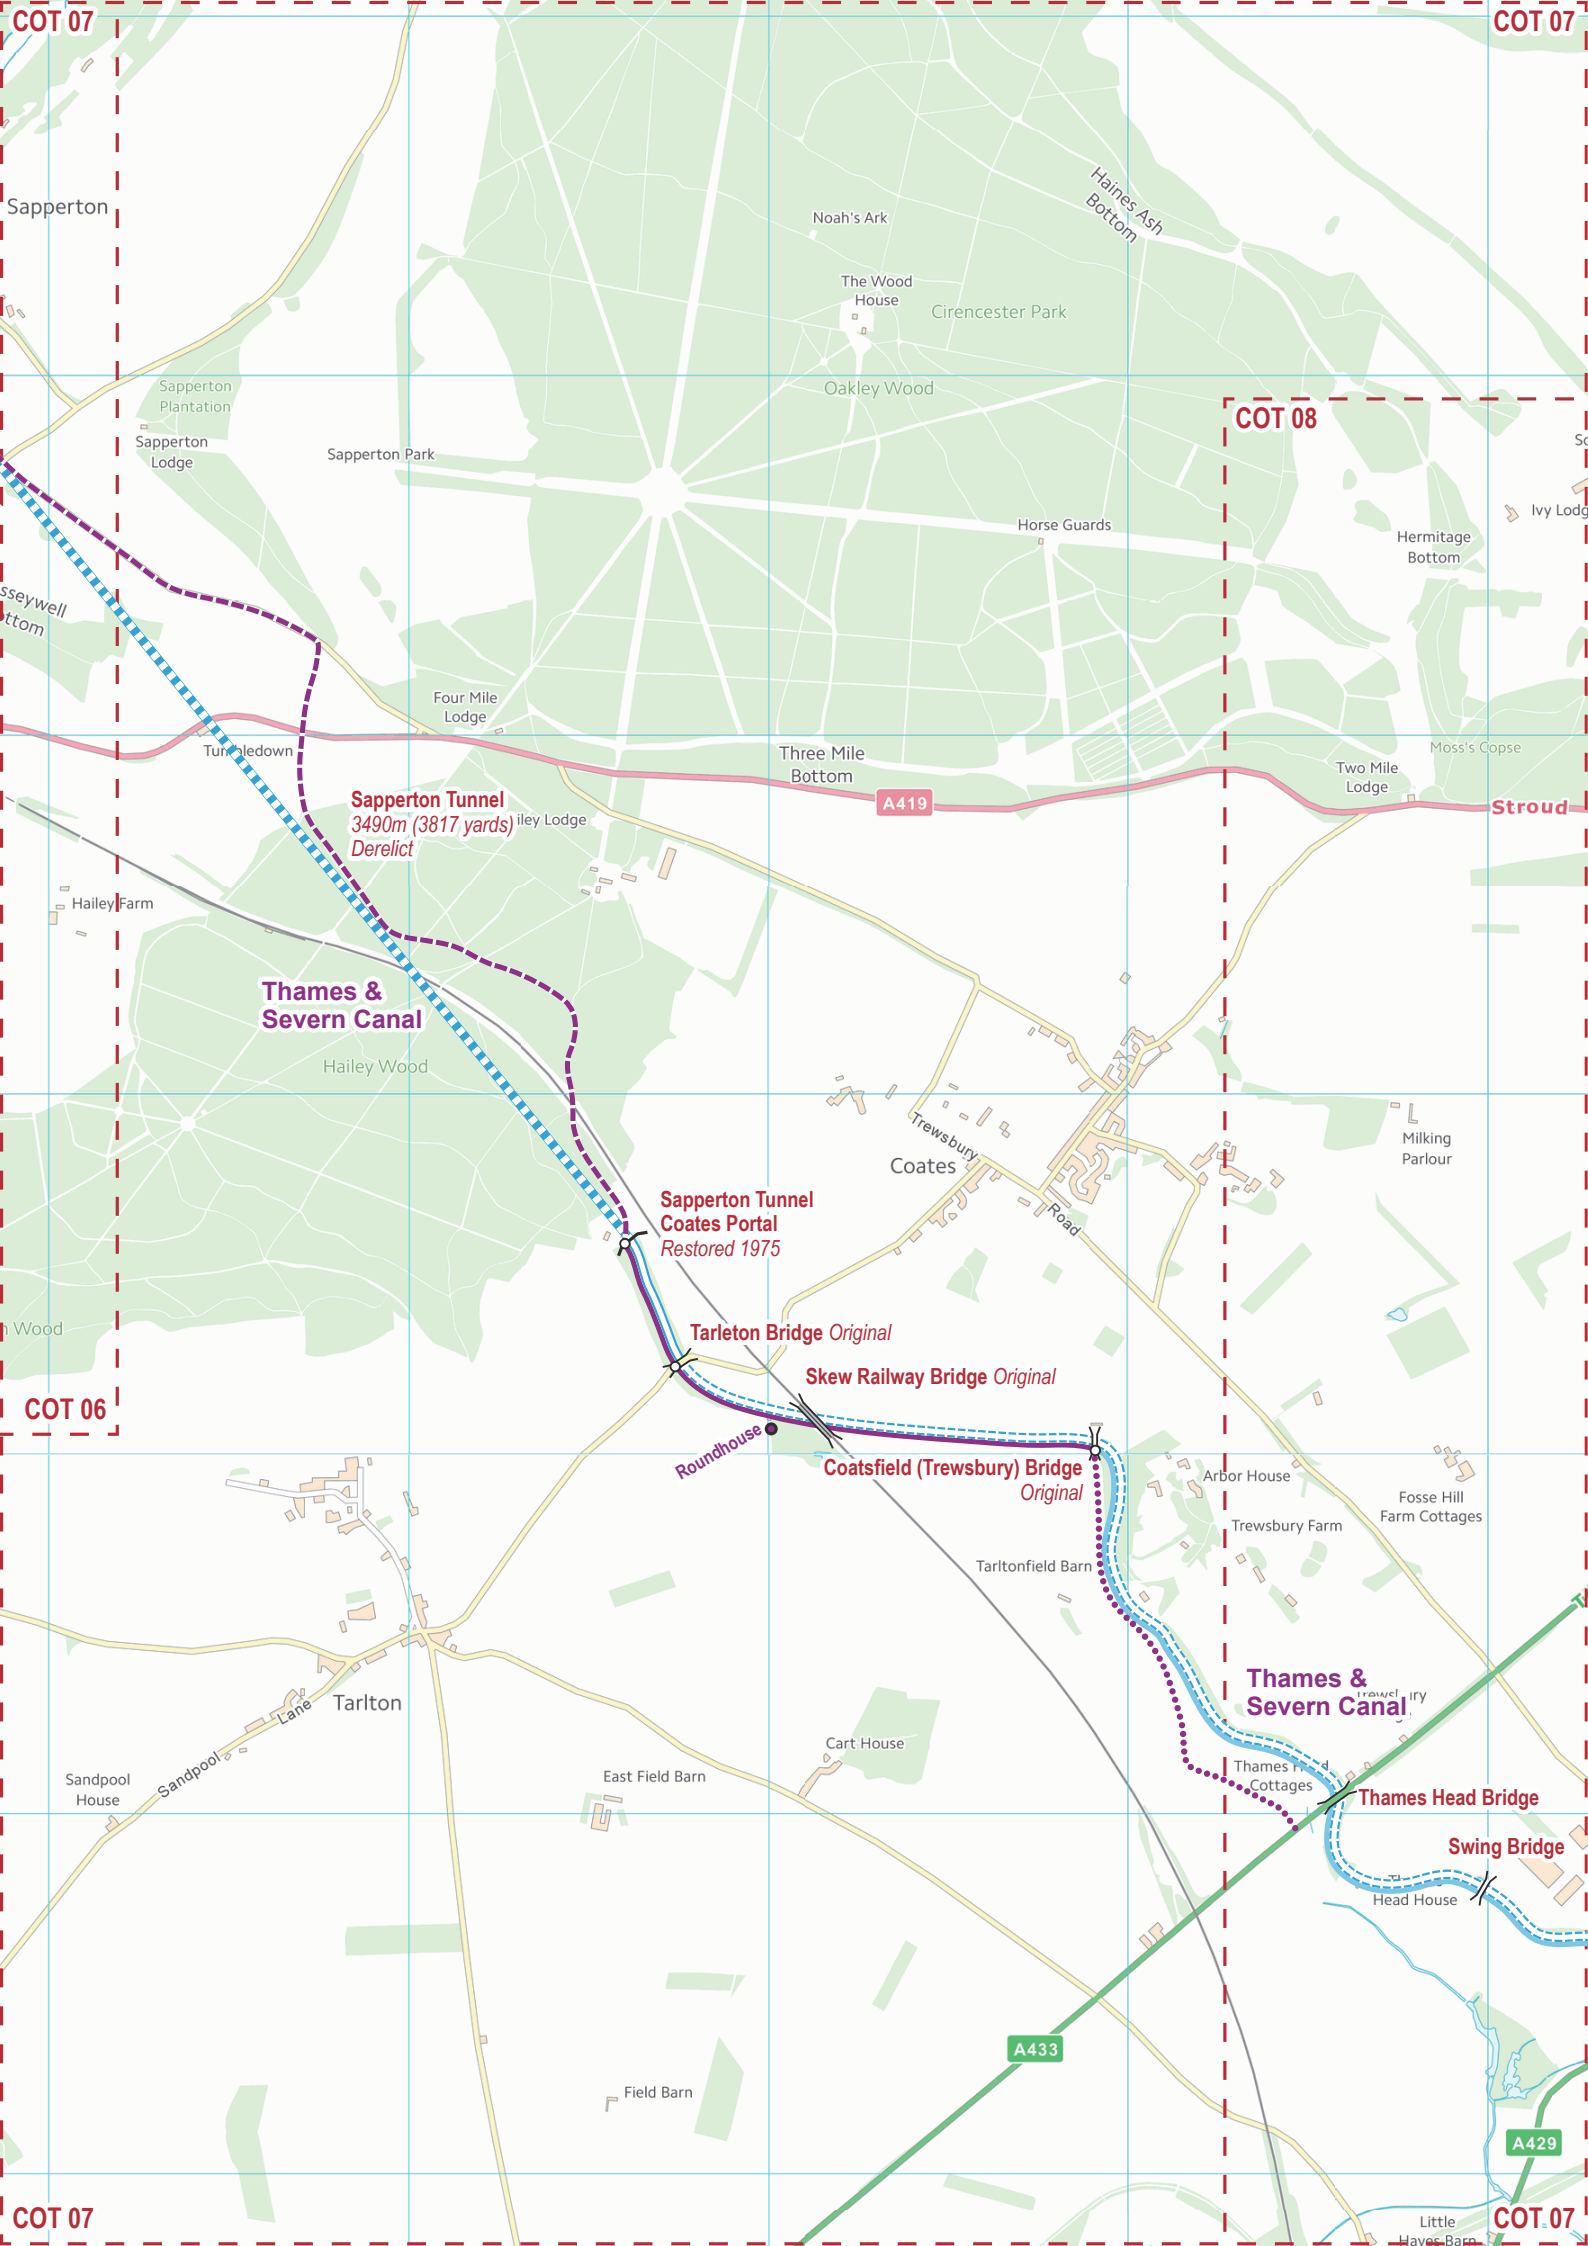 COT 07
COT 07
Sapperton
Haines Ash
Bottom
Noah's Ark
The Wood
House
Cirencester Park
Sapperton
Plantation
Oakley Wood
COT 08
Sapperton
Lodge
Sapperton Park
Ivy Lodg
Horse Guards
Hermitage
Bottom
sseywell
ttom
Four Mile
Lodge
Tumbledown
Three Mile
Bottom
Moss's Copse
Two Mile
Lodge
A419
Stroud
Sapperton Tunnel
3490m (3817 yards)
Derelict
iley Lodge
Hailey Farm
Thames &
Severn Canal
Hailey Wood
Trewsbury
Road
Coates
Milking
Parlour
Sapperton Tunnel
Coates Portal
Restored 1975
n Wood
Tarleton Bridge Original
Skew Railway Bridge Original
COT 06
Roundhouse
Coatsfield (Trewsbury) Bridge
Original
Arbor House
Fosse Hill
Farm Cottages
Trewsbury Farm
Tarltonfield Barn
Thames &
Severn Canal
Tarlton
Sandpool Lane
Cart House
Thames Head
Cottages
Sandpool
House
East Field Barn
Thames Head Bridge
Swing Bridge
Head House
A433
Field Barn
A429
COT 07
Little
Hayes Barn
COT 07